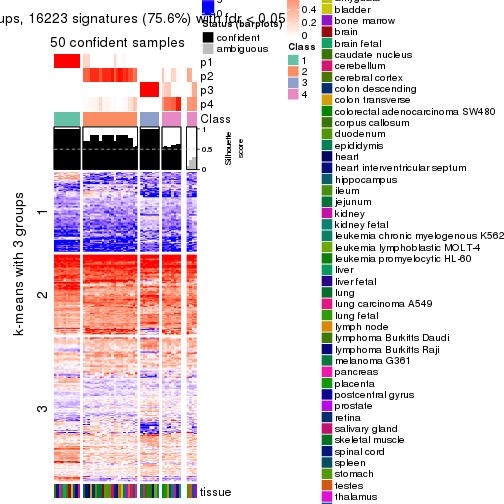 ups, 16223 signatures (75.6%) with fdr < 0.05
50 confident samples
p1
p2
p3
p4
Class
1
0.5
0
Silhouette
score
k-means with 3 groups
1
2
3
tissue
0
Status (barplots)
confident
ambiguous
0.4
0.2
0
Class
1
2
3
4
bladder
bone marrow
brain
brain fetal
caudate nucleus
cerebellum
cerebral cortex
colon descending
colon transverse
colorectal adenocarcinoma SW480
corpus callosum
duodenum
epididymis
heart
heart interventricular septum
hippocampus
ileum
jejunum
kidney
kidney fetal
leukemia chronic myelogenous K562
leukemia lymphoblastic MOLT-4
leukemia promyelocytic HL-60
liver
liver fetal
lung
lung carcinoma A549
lung fetal
lymph node
lymphoma Burkitts Daudi
lymphoma Burkitts Raji
melanoma G361
pancreas
placenta
postcentral gyrus
prostate
retina
salivary gland
skeletal muscle
spinal cord
spleen
stomach
testes
thalamus